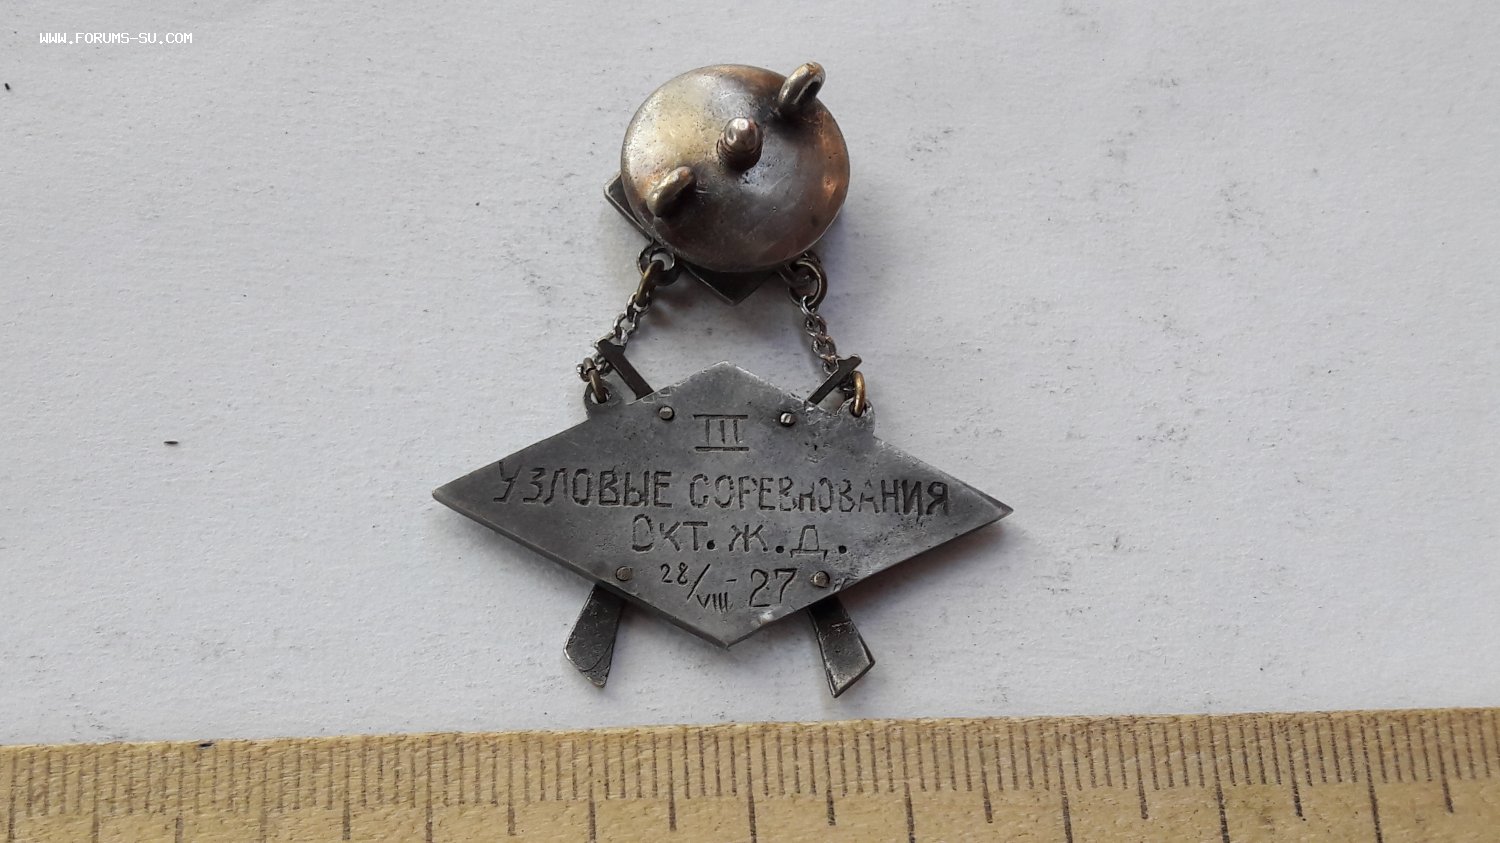 WWW.FORUMS-SU.COM
III
УЗЛОВЫЕ СОРЕВНОВАНИЯ
ОКТ. Ж.Д.
28/VIII-27